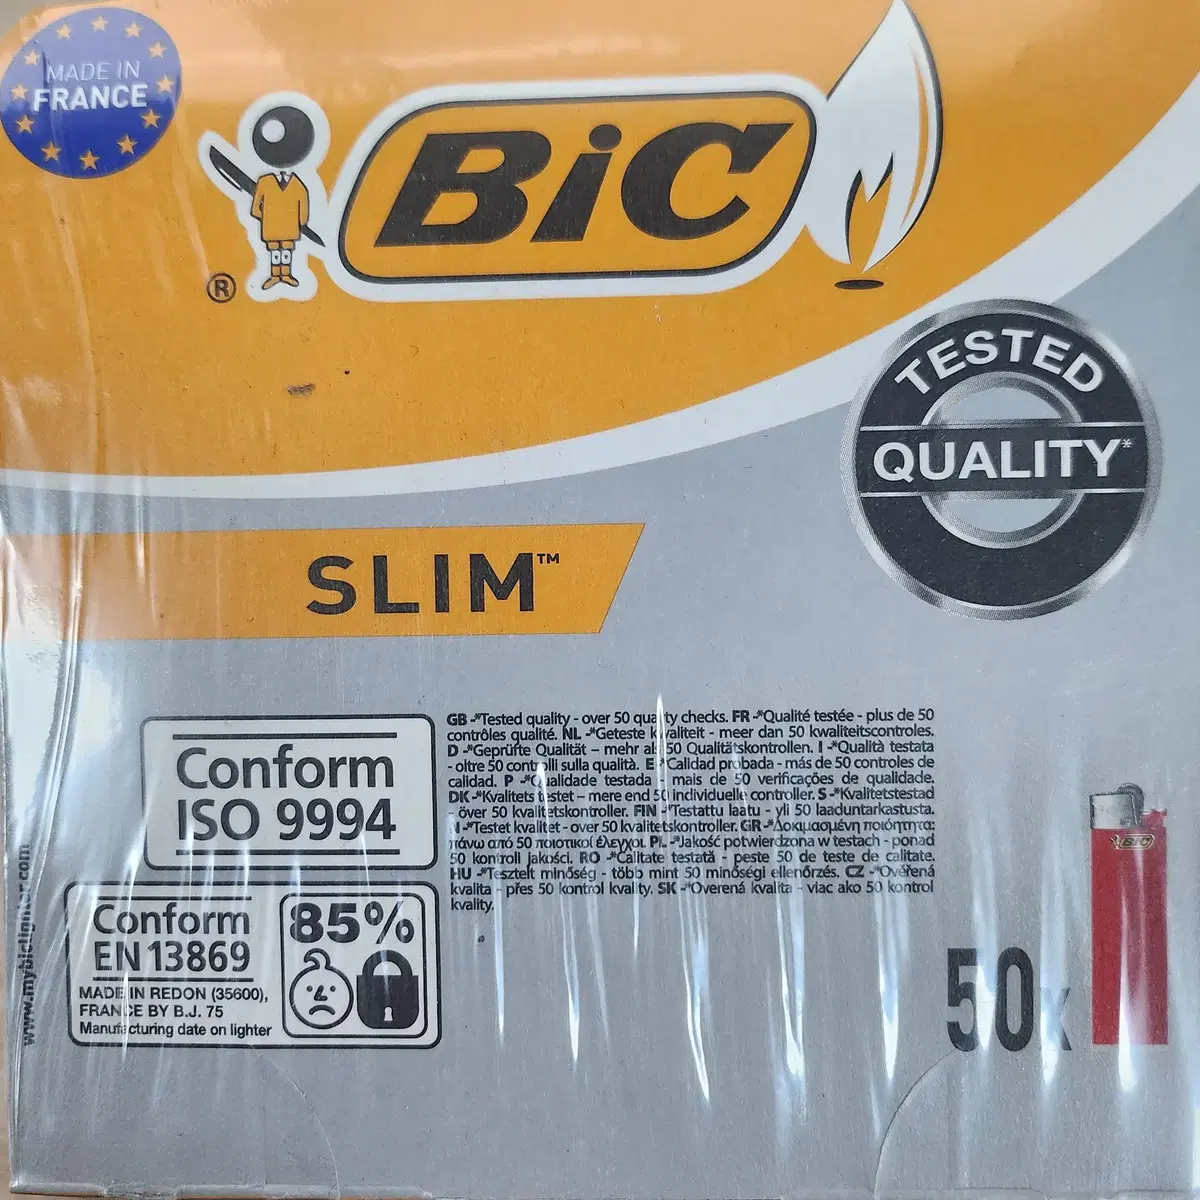 MADE IN
FRANCE
BiC
®
TESTED
QUALITY*
SLIM™
Conform
ISO 9994
GB -*Tested quality - over 50 quality checks. FR -*Qualité testée - plus de 50
contrôles qualité. NL -*Geteste kwaliteit - meer dan 50 kwaliteitscontroles.
D -*Geprüfte Qualität – mehr als 50 Qualitätskontrollen. I -*Qualità testata
- oltre 50 controlli sulla qualità. E -*Calidad probada - más de 50 controles de
calidad. P -*Qualidade testada - mais de 50 verificações de qualidade.
DK -*Kvalitets testet – mere end 50 individuelle controller. S -*Kvalitetstestad
- över 50 kvalitetskontroller. FIN -*Testattu laatu - yli 50 laaduntarkastusta.
N -*Testet kvalitet - over 50 kvalitetskontroller. GR -*Δοκιμασμένη ποιότητα:
πάνω από 50 ποιοτικοί έλεγχοι. PL -*Jakość potwierdzona w testach - ponad
50 kontroli jakości. RO -*Calitate testată - peste 50 de teste de calitate.
HU -*Tesztelt minőség - több mint 50 minőségi ellenőrzés. CZ -*Ověřená
kvalita - přes 50 kontrol kvality. SK -*Overená kvalita - viac ako 50 kontrol
kvality.
Conform
EN 13869
MADE IN REDON (35600),
FRANCE BY B.J. 75
Manufacturing date on lighter
85%
www.mybiclighter.com
50x
BiC